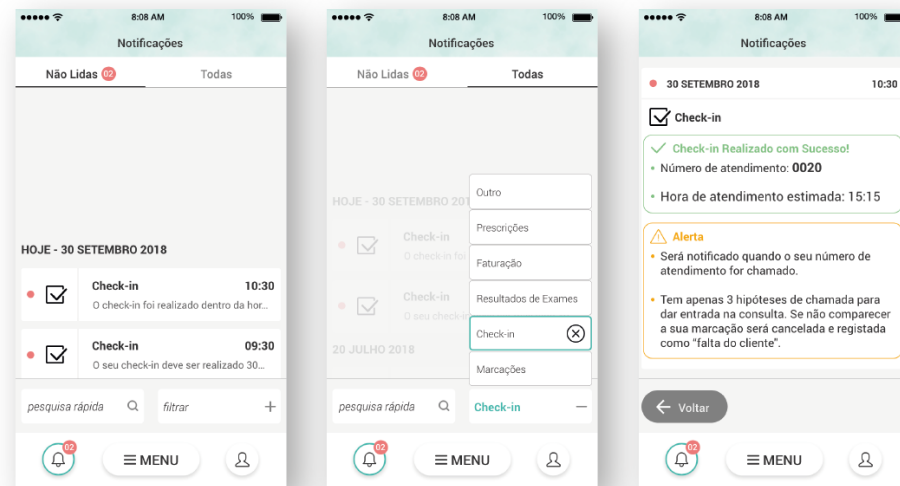 8:08 AM 100%
Notificações
Não Lidas 02 Todas
HOJE - 30 SETEMBRO 2018
Check-in 10:30
O check-in foi realizado dentro da hor...
Check-in 09:30
O seu check-in deve ser realizado 30...
pesquisa rápida filtrar +
02
MENU
8:08 AM 100%
Notificações
Não Lidas 02 Todas
HOJE - 30 SETEMBRO 201
Check-in
O check-in foi
Check-in
O seu check-in
20 JULHO 2018
Outro
Prescrições
Faturação
Resultados de Exames
Check-in
Marcações
pesquisa rápida Check-in —
02
MENU
8:08 AM 100%
Notificações
30 SETEMBRO 2018 10:30
Check-in
Check-in Realizado com Sucesso!
• Número de atendimento: 0020
• Hora de atendimento estimada: 15:15
Alerta
• Será notificado quando o seu número de
atendimento for chamado.
• Tem apenas 3 hipóteses de chamada para
dar entrada na consulta. Se não comparecer
a sua marcação será cancelada e registada
como "falta do cliente".
Voltar
02
MENU